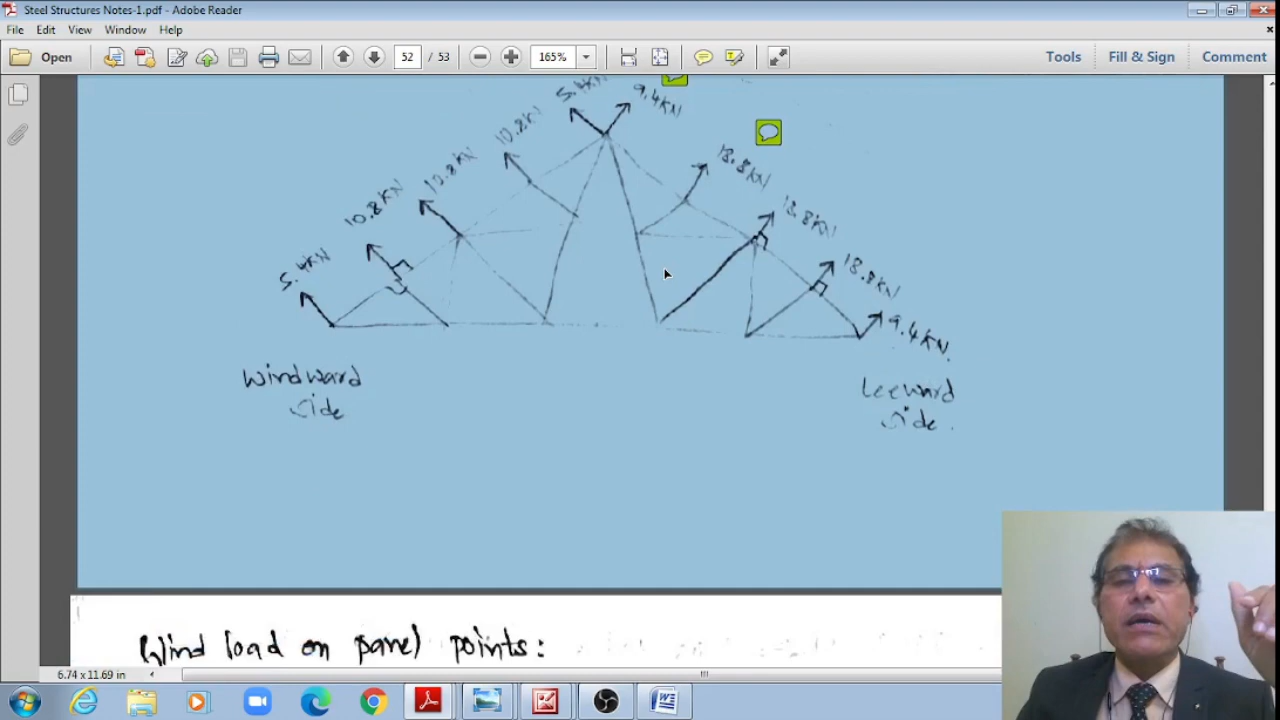 Steel Structures Notes-1.pdf - Adobe Reader
File Edit View Window Help
Open 52 / 53 165% Tools Fill & Sign Comment
5.4KN 9.4KN
10.8KN 18.8KN
10.8KN 18.8KN
10.8KN 18.8KN
5.4KN 9.4KN.
Windward Leeward
Side Side.
Wind load on panel points:
6.74 x 11.69 in